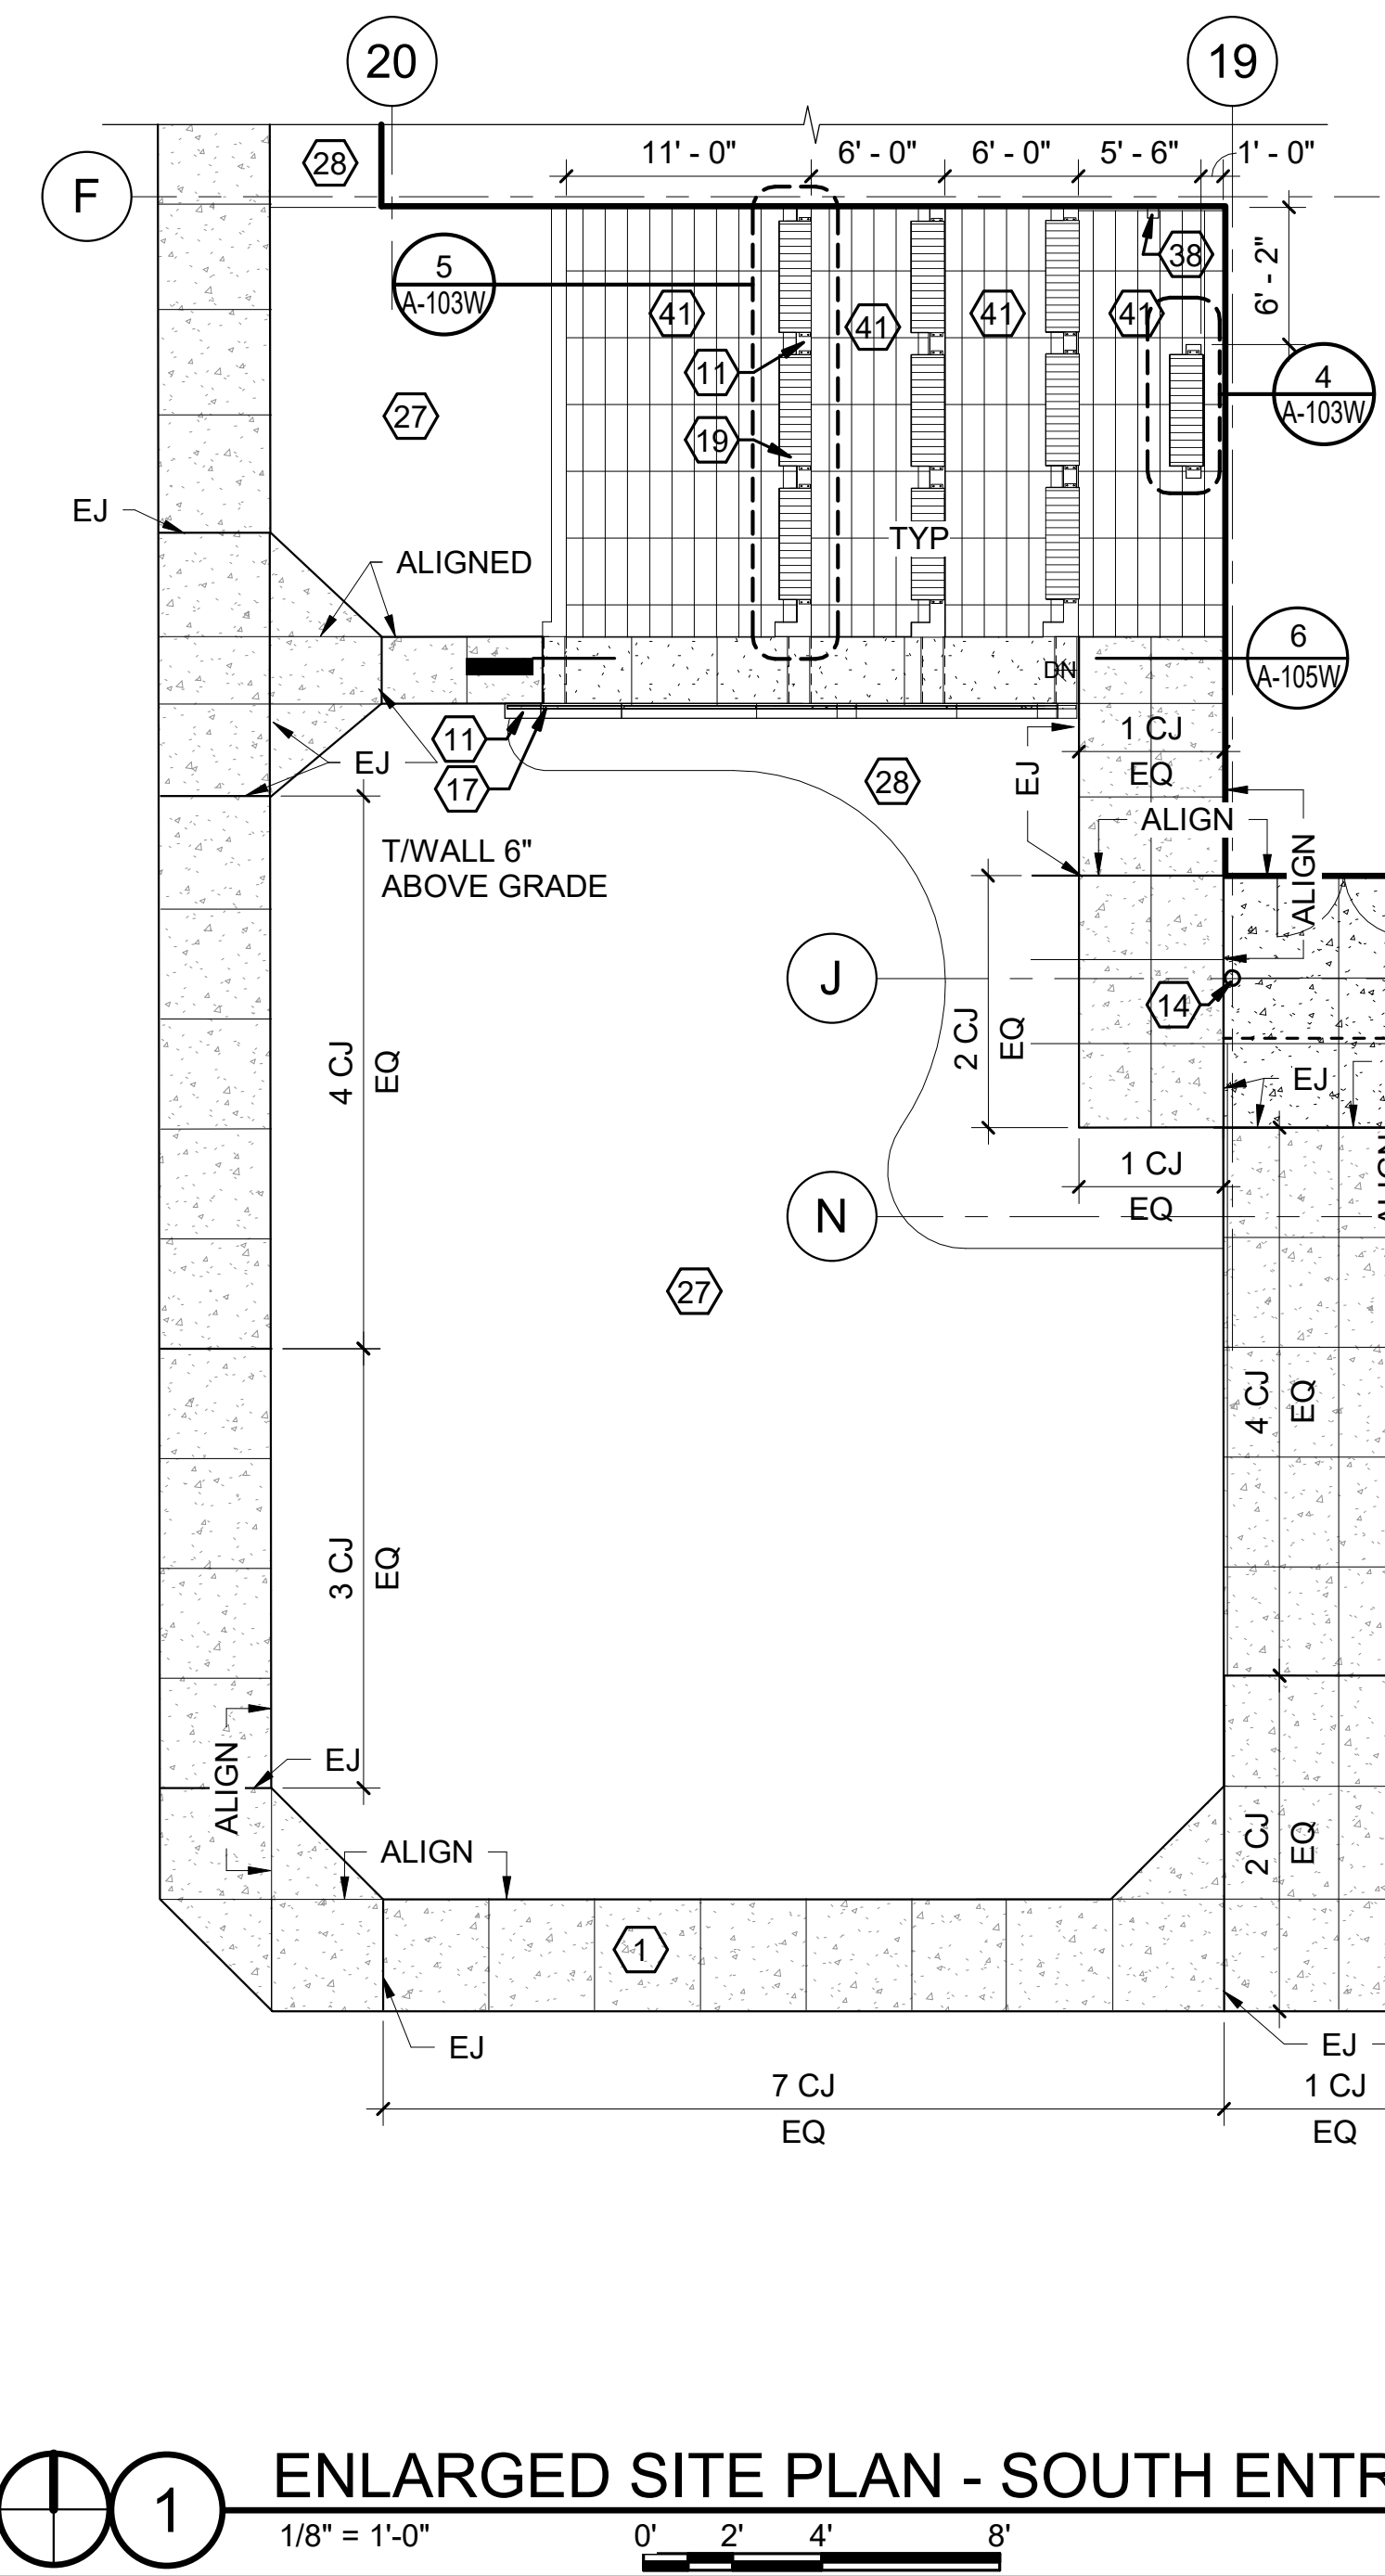 20
19
28
11' - 0"
6' - 0"
6' - 0"
5' - 6"
1' - 0"
F
5
A-103W
38
6' - 2"
41
41
41
41
11
4
A-103W
27
19
EJ
TYP
ALIGNED
6
A-105W
DN
11
EJ
17
28
EJ
1 CJ
EQ
ALIGN
ALIGN
T/WALL 6"
ABOVE GRADE
J
14
2 CJ
EQ
4 CJ
EQ
EJ
1 CJ
EQ
N
27
4 CJ
EQ
3 CJ
EQ
ALIGN
EJ
ALIGN
2 CJ
EQ
1
EJ
EJ
7 CJ
EQ
1 CJ
EQ
1
ENLARGED SITE PLAN - SOUTH ENTR
1/8" = 1'-0"
0'
2'
4'
8'